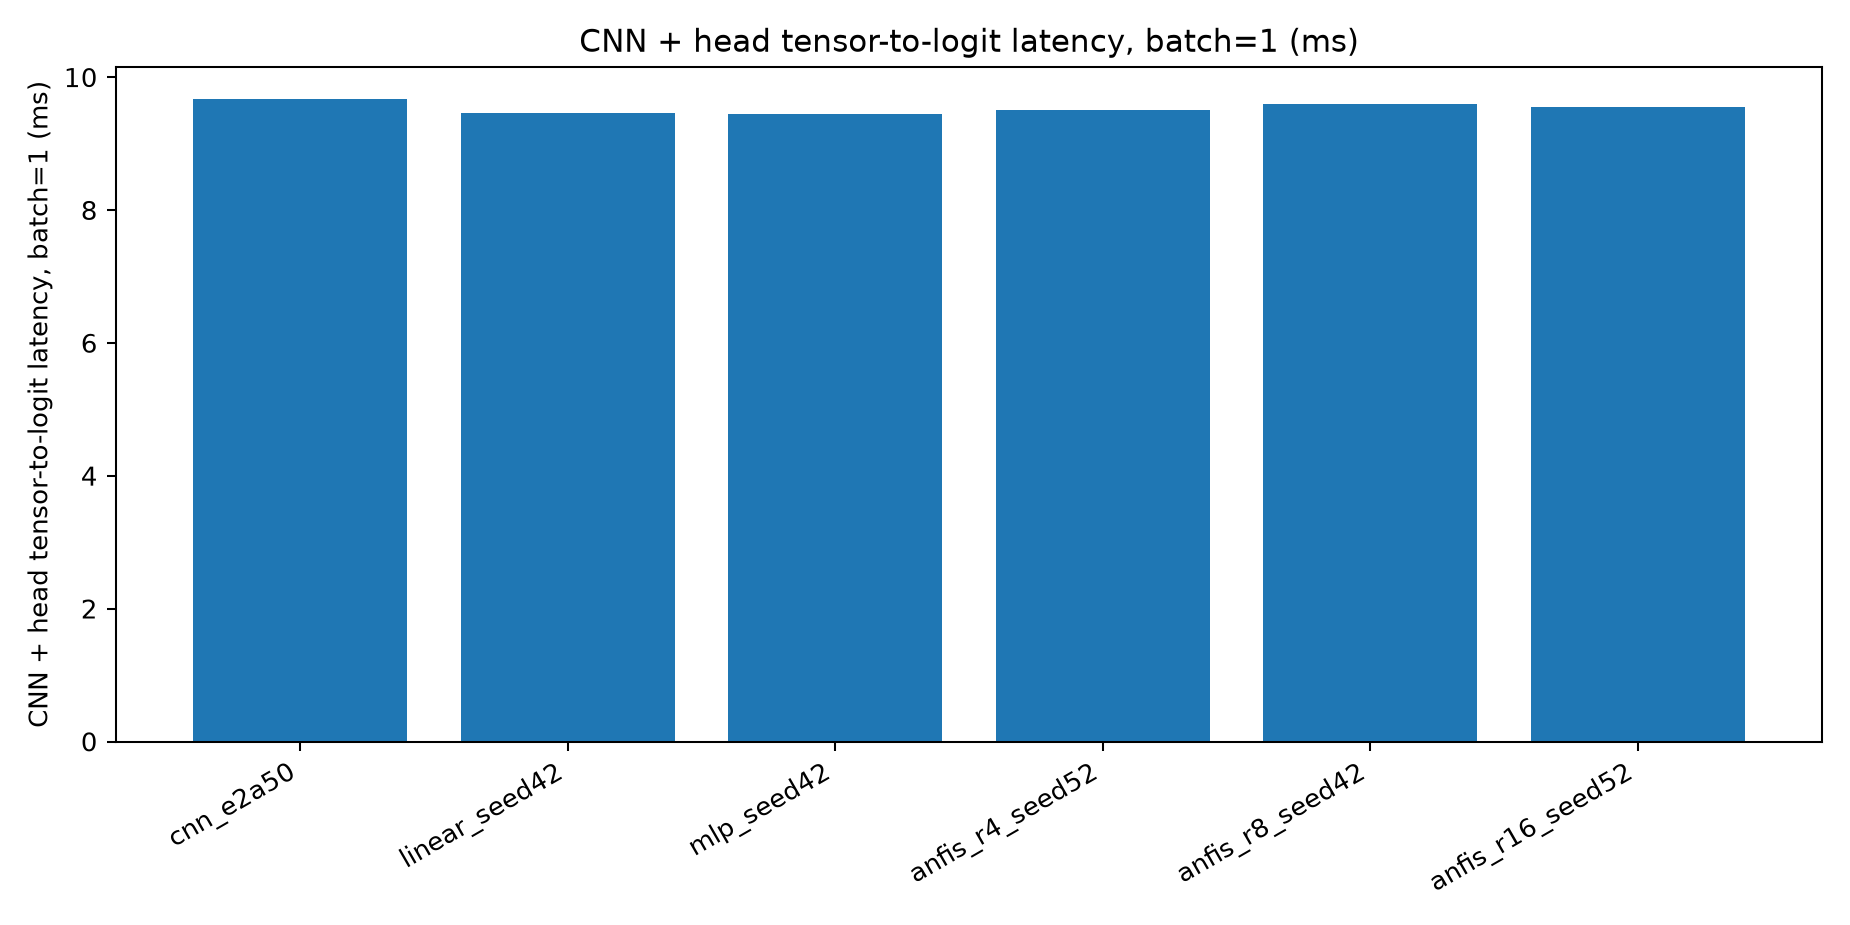 CNN + head tensor-to-logit latency, batch=1 (ms)
CNN + head tensor-to-logit latency, batch=1 (ms)
10
8
6
4
2
0
cnn_e2a50
linear_seed42
mlp_seed42
anfis_r4_seed52
anfis_r8_seed42
anfis_r16_seed52